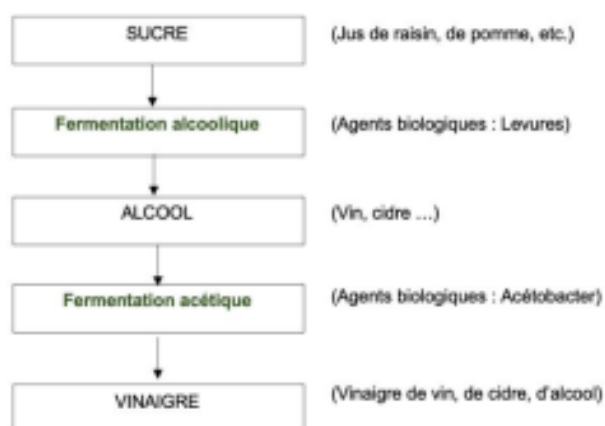 SUCRE (Jus de raisin, de pomme, etc.)
Fermentation alcoolique (Agents biologiques : Levures)
ALCOOL (Vin, cidre ...)
Fermentation acétique (Agents biologiques : Acétobacter)
VINAIGRE (Vinaigre de vin, de cidre, d'alcool)